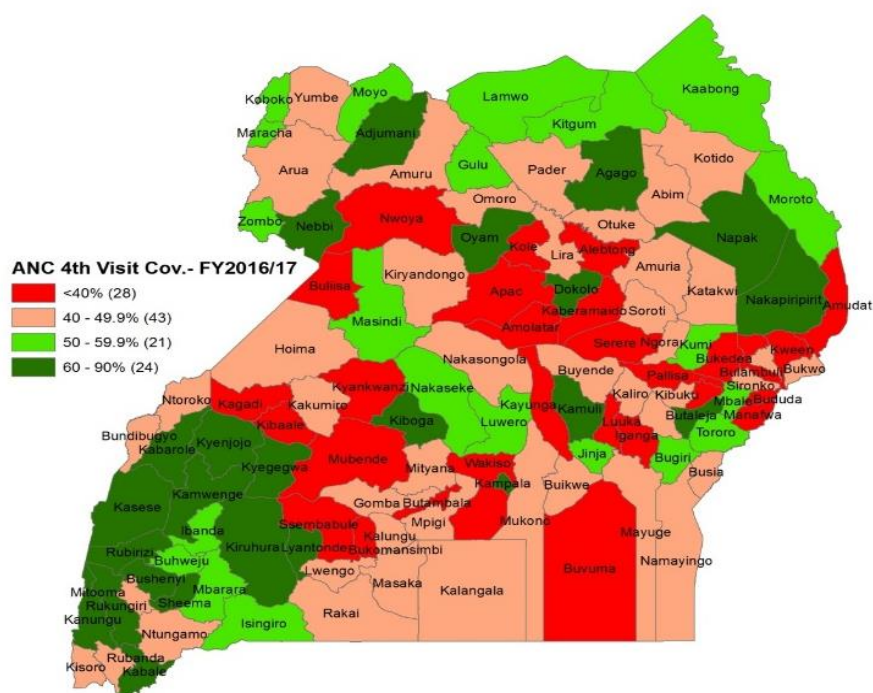 Kaabong
Moyo
Koboko
Yumbe
Lamwo
Kitgum
Maracha
Adjumani
Kotido
Arua
Gulu
Pader
Agago
Amuru
Abim
Moroto
Omoro
Zombo
Nebbi
Nwoya
Otuke
Napak
Oyam
Kole
Alebtong
Lira
ANC 4th Visit Cov.- FY2016/17
<40% (28)
40 - 49.9% (43)
50 - 59.9% (21)
60 - 90% (24)
Kiryandongo
Amuria
Buliisa
Apac
Dokolo
Katakwi
Nakapiripirit
Amudat
Kaberamaido
Soroti
Masindi
Amolatar
Serere
Ngora
Kumi
Hoima
Nakasongola
Bukedea
Kween
Buyende
Bulambuli
Bukwo
Kyankwanzi
Nakaseke
Pallise
Sironko
Ntoroko
Kagadi
Kakumiro
Kayunga
Kaliro
Kibuku
Mbale
Bududa
Kibaale
Kiboga
Luwero
Kamuli
Butaleja
Manafwa
Bundibugyo
Luuka
Iganga
Tororo
Kabarole
Kyenjojo
Mubende
Mityana
Wakiso
Jinja
Bugiri
Kyegegwa
Kampala
Busia
Kamwenge
Gomba
Butambala
Buikwe
Kasese
Mpigi
Mukono
Ibanda
Ssembabule
Kalungu
Mayuge
Rubirizi
Kiruhura
Lyantonde
Bukomansimbi
Buhweju
Namayingo
Bushenyi
Lwengo
Mitooma
Mbarara
Masaka
Kalangala
Buvuma
Rukungiri
Sheema
Kanungu
Isingiro
Rakai
Ntungamo
Rubanda
Kisoro
Kabale